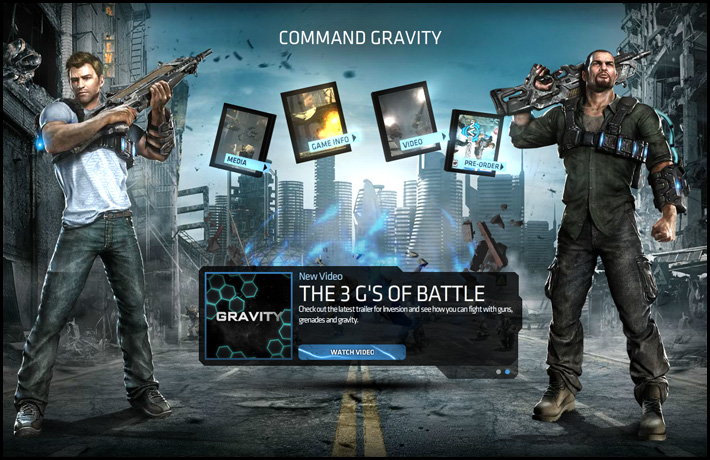 COMMAND GRAVITY
MEDIA
GAME INFO
VIDEO
PRE-ORDER
New Video
THE 3 G'S OF BATTLE
GRAVITY
Check out the latest trailer for Inversion and see how you can fight with guns,
grenades and gravity.
WATCH VIDEO